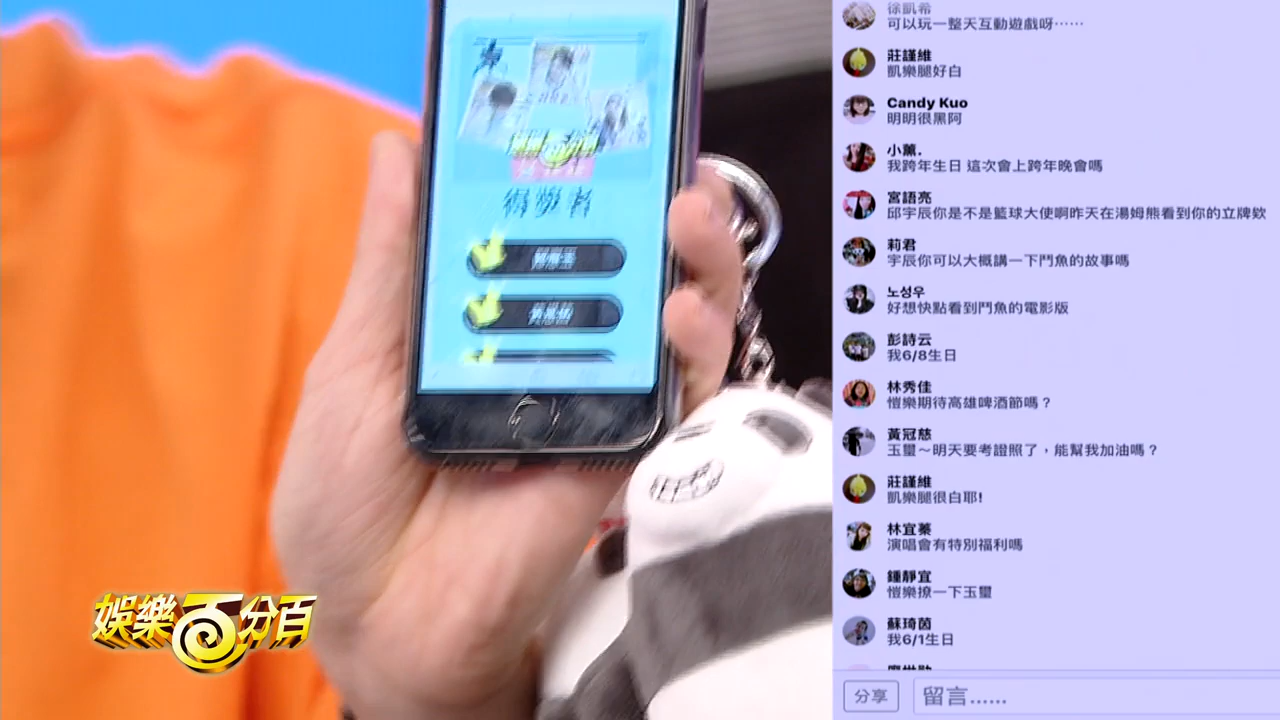 得獎者
娛樂百分百
徐凱希
可以玩一整天互動遊戲呀⋯⋯
莊謹維
凱樂腿好白
Candy Kuo
明明很黑阿
小薰.
我跨年生日 這次會上跨年晚會嗎
宮語亮
邱宇辰你是不是籃球大使啊昨天在湯姆熊看到你的立牌欸
莉君
宇辰你可以大概講一下鬥魚的故事嗎
노성우
好想快點看到鬥魚的電影版
彭詩云
我6/8生日
林秀佳
愷樂期待高雄啤酒節嗎？
黃冠慈
玉璽～明天要考證照了，能幫我加油嗎？
莊謹維
凱樂腿很白耶!
林宜蓁
演唱會有特別福利嗎
鍾靜宜
愷樂撩一下玉璽
蘇琦茵
我6/1生日
分享
留言......